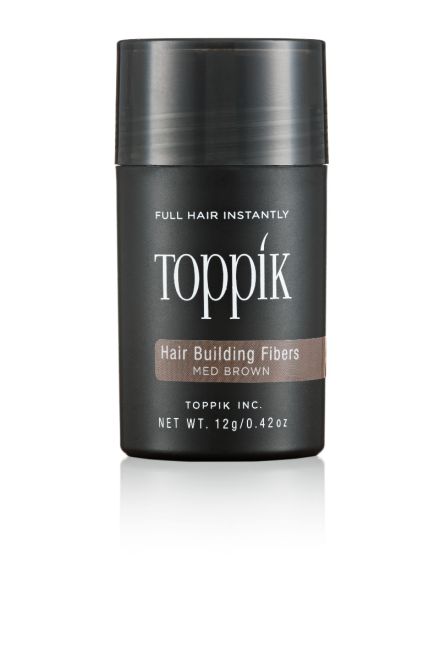 FULL HAIR INSTANTLY
Toppik
Hair Building Fibers
MED BROWN
TOPPIK INC.
NET WT. 12g/0.42oz